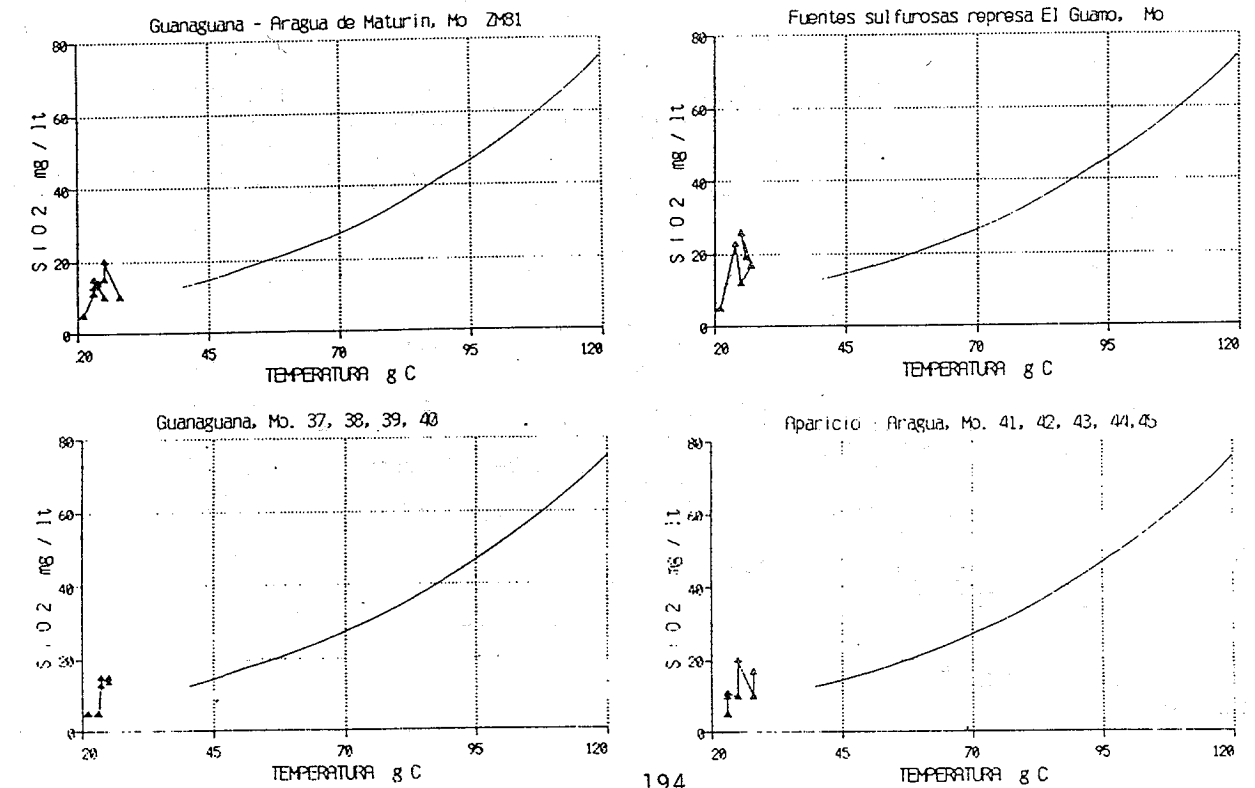 Guanaguana - Aragua de Maturin, Mo ZM81
80
60
40
20
0
S i O 2 mg / lt
20 45 70 95 120
TEMPERATURA g C
Fuentes sulfurosas represa El Guamo, Mo
80
60
40
20
0
S i O 2 mg / lt
20 45 70 95 120
TEMPERATURA g C
Guanaguana, Mo. 37, 38, 39, 40
80
60
40
20
0
S i O 2 mg / lt
20 45 70 95 120
TEMPERATURA g C
Aparicio Aragua, Mo. 41, 42, 43, 44,45
80
60
40
20
0
S i O 2 mg / lt
20 45 70 95 120
TEMPERATURA g C
194